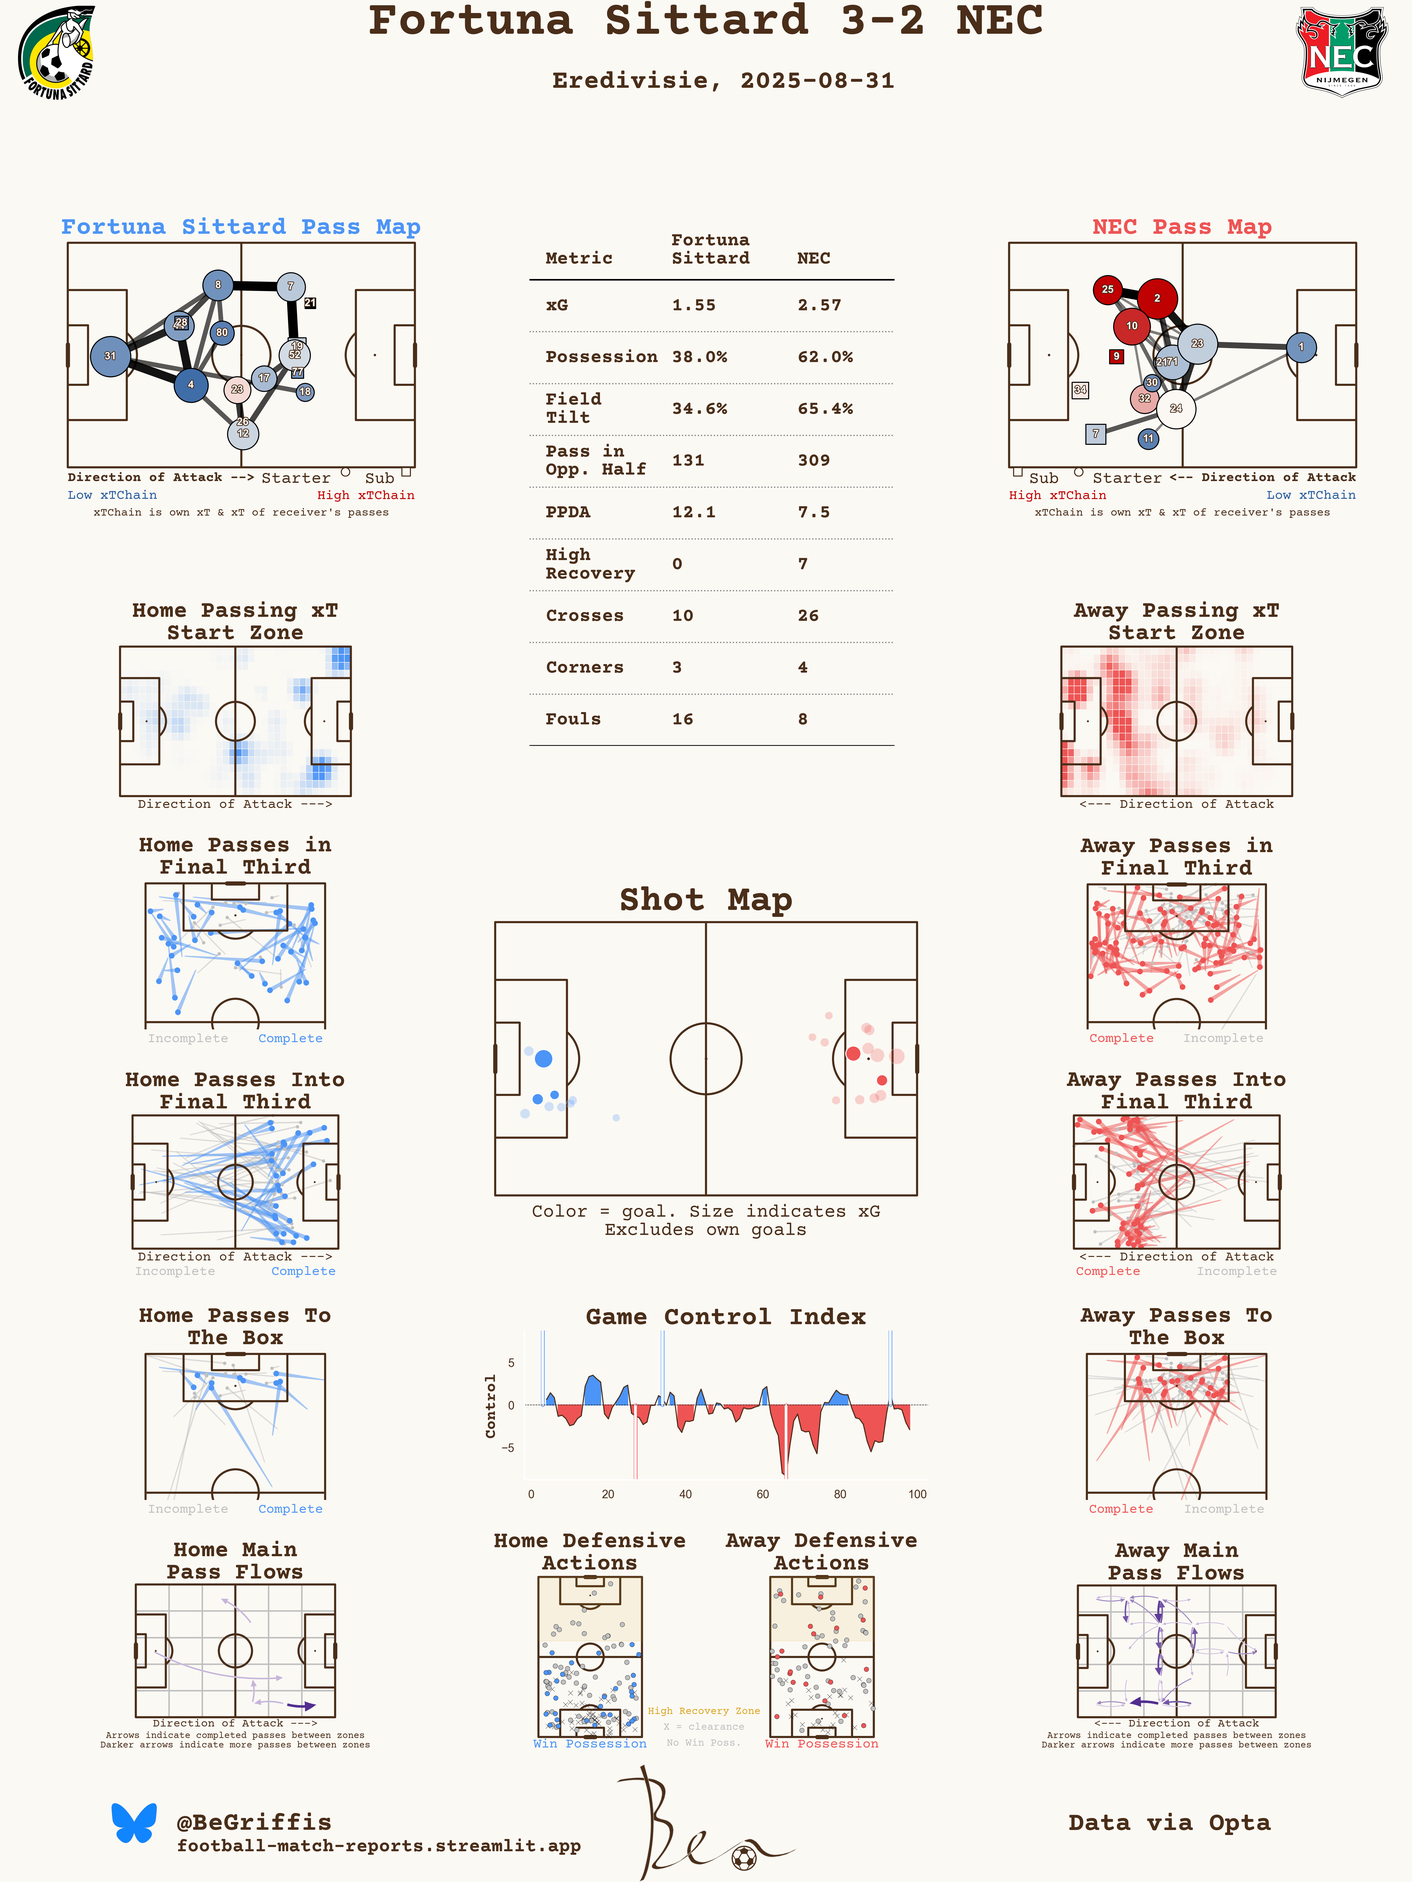 Fortuna Sittard 3-2 NEC
Eredivisie, 2025-08-31
FORTUNA SITTARD
NEC
NIJMEGEN
Fortuna Sittard Pass Map
8
7
21
28
80
19
52
31
77
4
17
23
18
26
12
Direction of Attack --> Starter Sub
Low xTChain High xTChain
xTChain is own xT & xT of receiver's passes
Metric Fortuna Sittard NEC
xG 1.55 2.57
Possession 38.0% 62.0%
Field Tilt 34.6% 65.4%
Pass in Opp. Half 131 309
PPDA 12.1 7.5
High Recovery 0 7
Crosses 10 26
Corners 3 4
Fouls 16 8
NEC Pass Map
25
2
10
23
1
9
2171
30
34
32
24
7
11
Sub Starter <-- Direction of Attack
High xTChain Low xTChain
xTChain is own xT & xT of receiver's passes
Home Passing xT
Start Zone
Direction of Attack --->
Away Passing xT
Start Zone
<--- Direction of Attack
Home Passes in
Final Third
Incomplete Complete
Away Passes in
Final Third
Complete Incomplete
Shot Map
Color = goal. Size indicates xG
Excludes own goals
Home Passes Into
Final Third
Direction of Attack --->
Incomplete Complete
Away Passes Into
Final Third
<--- Direction of Attack
Complete Incomplete
Home Passes To
The Box
Incomplete Complete
Game Control Index
Control
5
0
−5
0 20 40 60 80 100
Away Passes To
The Box
Complete Incomplete
Home Main
Pass Flows
Direction of Attack --->
Arrows indicate completed passes between zones
Darker arrows indicate more passes between zones
Home Defensive
Actions
Win Possession
Away Defensive
Actions
Win Possession
High Recovery Zone
X = clearance
No Win Poss.
Away Main
Pass Flows
<--- Direction of Attack
Arrows indicate completed passes between zones
Darker arrows indicate more passes between zones
@BeGriffis
football-match-reports.streamlit.app
Ben
Data via Opta